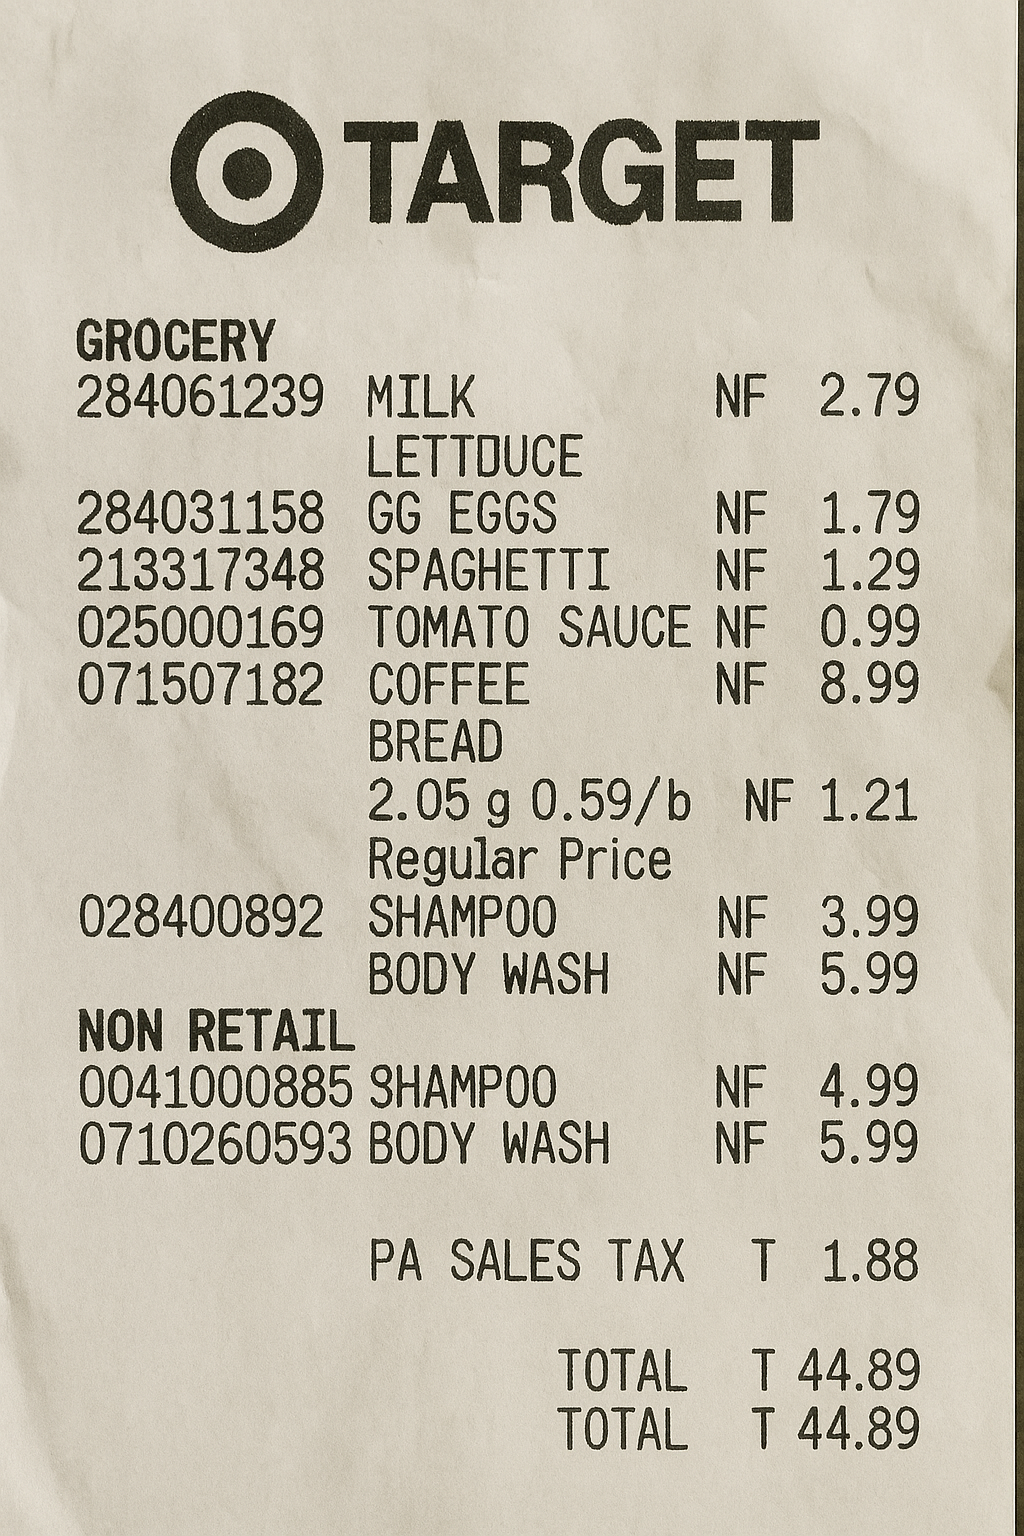 TARGET
GROCERY
284061239 MILK NF 2.79
LETTDUCE
284031158 GG EGGS NF 1.79
213317348 SPAGHETTI NF 1.29
025000169 TOMATO SAUCE NF 0.99
071507182 COFFEE NF 8.99
BREAD
2.05 g 0.59/b NF 1.21
Regular Price
028400892 SHAMPOO NF 3.99
BODY WASH NF 5.99
NON RETAIL
0041000885 SHAMPOO NF 4.99
0710260593 BODY WASH NF 5.99
PA SALES TAX T 1.88
TOTAL T 44.89
TOTAL T 44.89